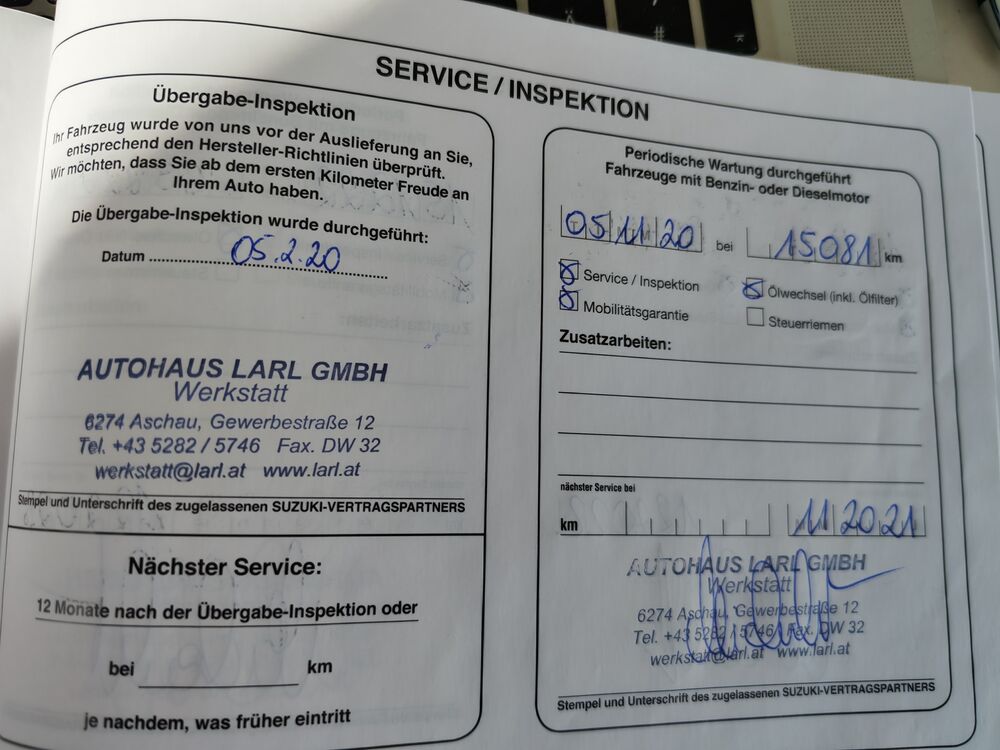 SERVICE / INSPEKTION
Übergabe-Inspektion
Ihr Fahrzeug wurde von uns vor der Auslieferung an Sie,
entsprechend den Hersteller-Richtlinien überprüft.
Wir möchten, dass Sie ab dem ersten Kilometer Freude an
Ihrem Auto haben.
Die Übergabe-Inspektion wurde durchgeführt:
Datum 05.2.20
AUTOHAUS LARL GMBH
Werkstatt
6274 Aschau, Gewerbestraße 12
Tel. +43 5282 / 5746 Fax. DW 32
werkstatt@larl.at www.larl.at
Stempel und Unterschrift des zugelassenen SUZUKI-VERTRAGSPARTNERS
Nächster Service:
12 Monate nach der Übergabe-Inspektion oder
bei km
je nachdem, was früher eintritt
Periodische Wartung durchgeführt
Fahrzeuge mit Benzin- oder Dieselmotor
05 11 20 bei 15081 km
Service / Inspektion Ölwechsel (inkl. Ölfilter)
Mobilitätsgarantie Steuerriemen
Zusatzarbeiten:
nächster Service bei
km 11 2021
AUTOHAUS LARL GMBH
Werkstatt
6274 Aschau, Gewerbestraße 12
Tel. +43 5282 / 5746 Fax. DW 32
werkstatt@larl.at www.larl.at
Stempel und Unterschrift des zugelassenen SUZUKI-VERTRAGSPARTNERS